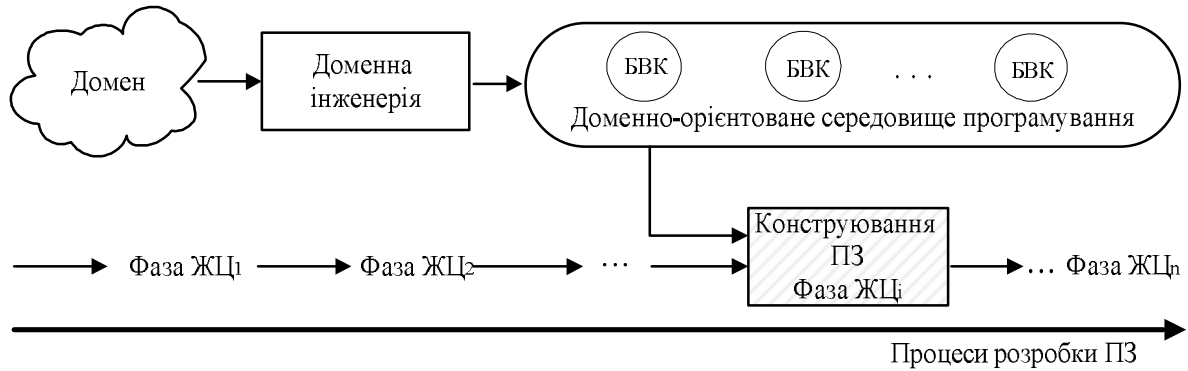 Домен
Доменна
інженерія
БВК
БВК
. . .
БВК
Доменно-орієнтоване середовище програмування
Конструювання
ПЗ
Фаза ЖЦi
Фаза ЖЦ1
Фаза ЖЦ2
...
... Фаза ЖЦn
Процеси розробки ПЗ